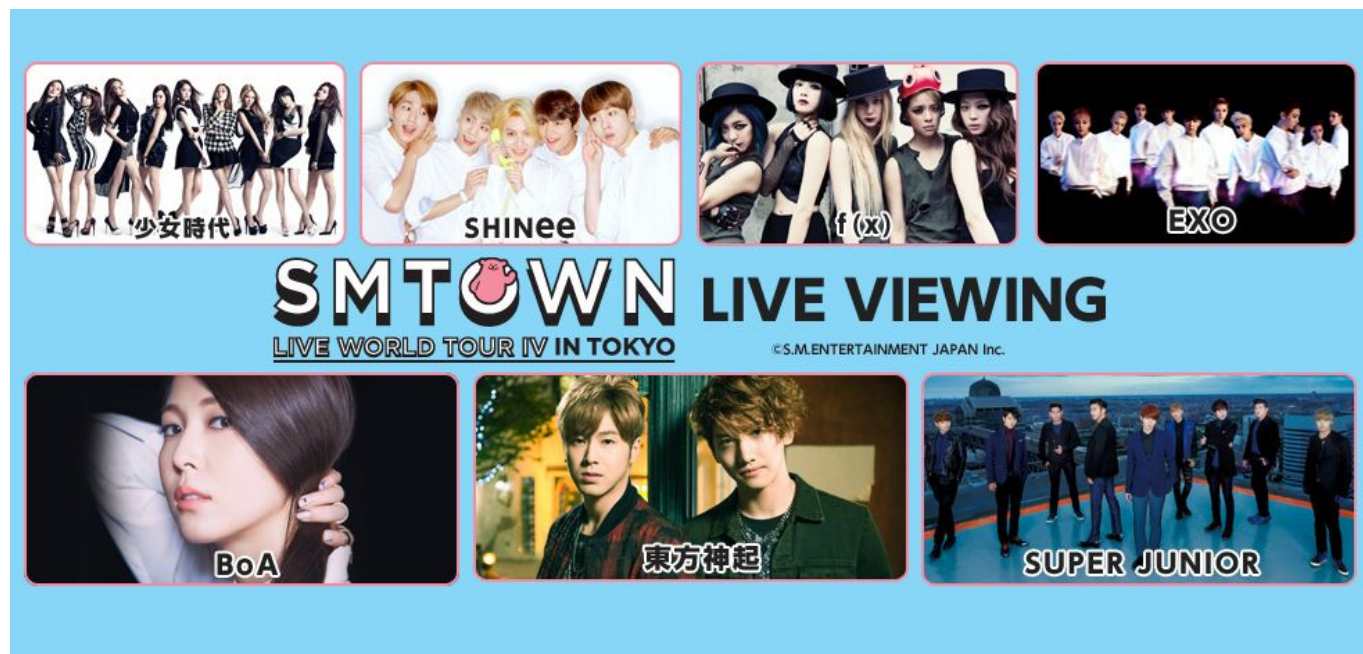 少女時代
SHINee
f(x)
EXO
SMTOWN
LIVE WORLD TOUR IV IN TOKYO
LIVE VIEWING
©S.M.ENTERTAINMENT JAPAN Inc.
BoA
東方神起
SUPER JUNIOR